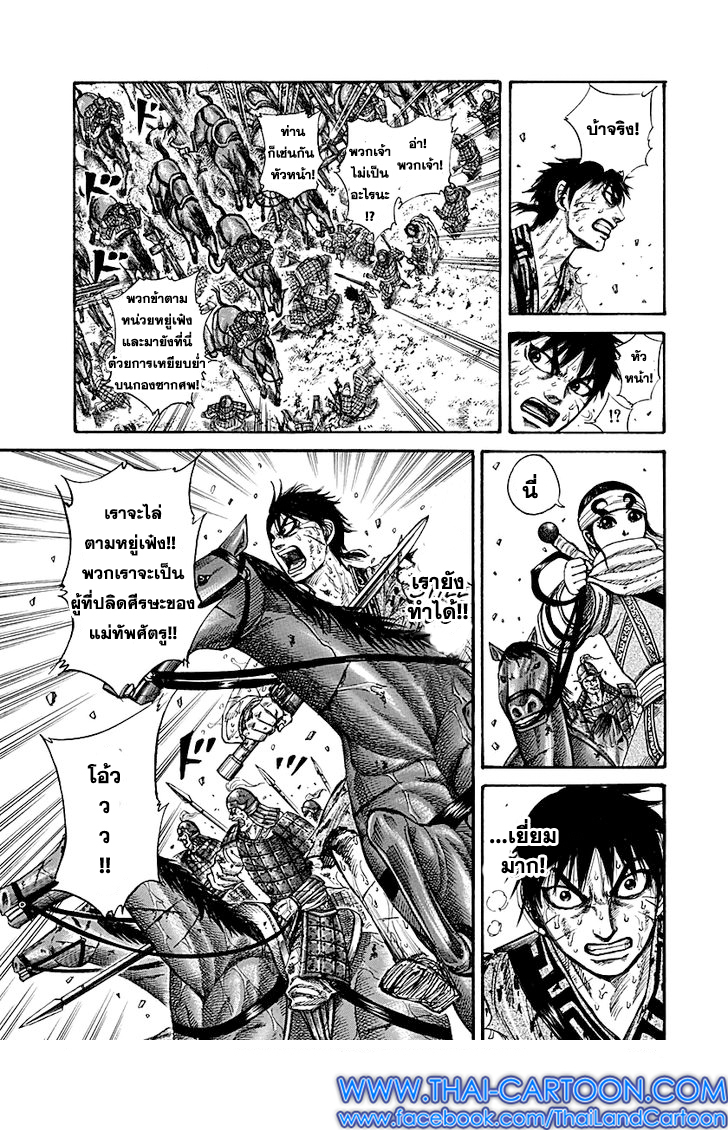 บ้าจริง!
อ่า!
พวกเจ้า!
พวกเจ้า
ไม่เป็น
อะไรนะ
!?
ท่าน
ก็เช่นกัน
หัวหน้า!
พวกข้าตาม
หน่วยหยู่เฟิง
และมายังที่นี่
ด้วยการเหยียบย่ำ
บนกองซากศพ!
ドド
ド
ド
หัว
หน้า!
!?
นี่
...เยี่ยม
มาก!
เรายัง
ทำได้!!
เราจะไล่
ตามหยู่เฟิง!!
พวกเราจะเป็น
ผู้ที่ปลิดศีรษะของ
แม่ทัพศัตรู!!
ド
ドド
โอ้ว
ว
ว
!!
WWW.THAI-CARTOON.COM
www.facebook.com/ThaiLandCartoon